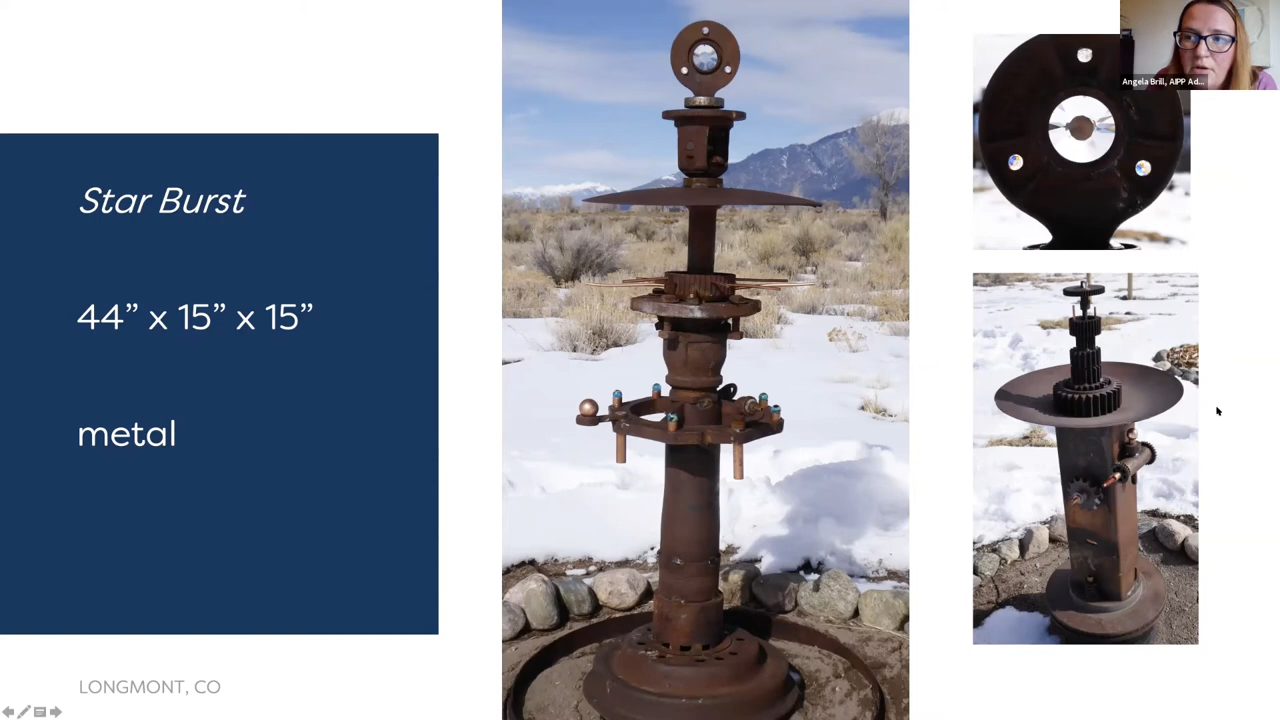 Star Burst
44” x 15” x 15”
metal
LONGMONT, CO
Angela Brill, AIPP Ad...